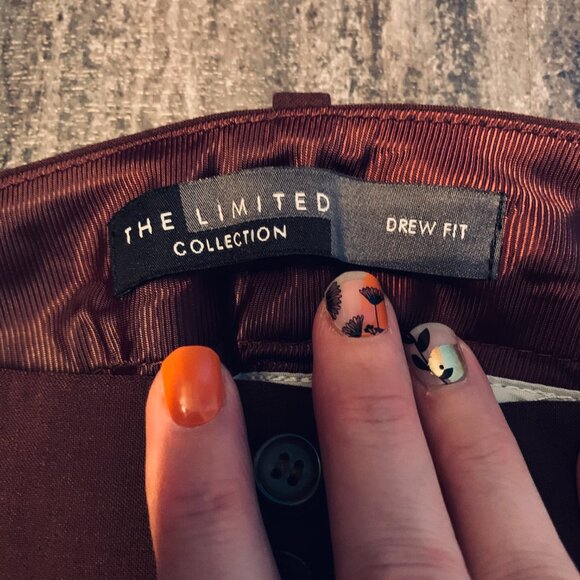 THE LIMITED
COLLECTION
DREW FIT